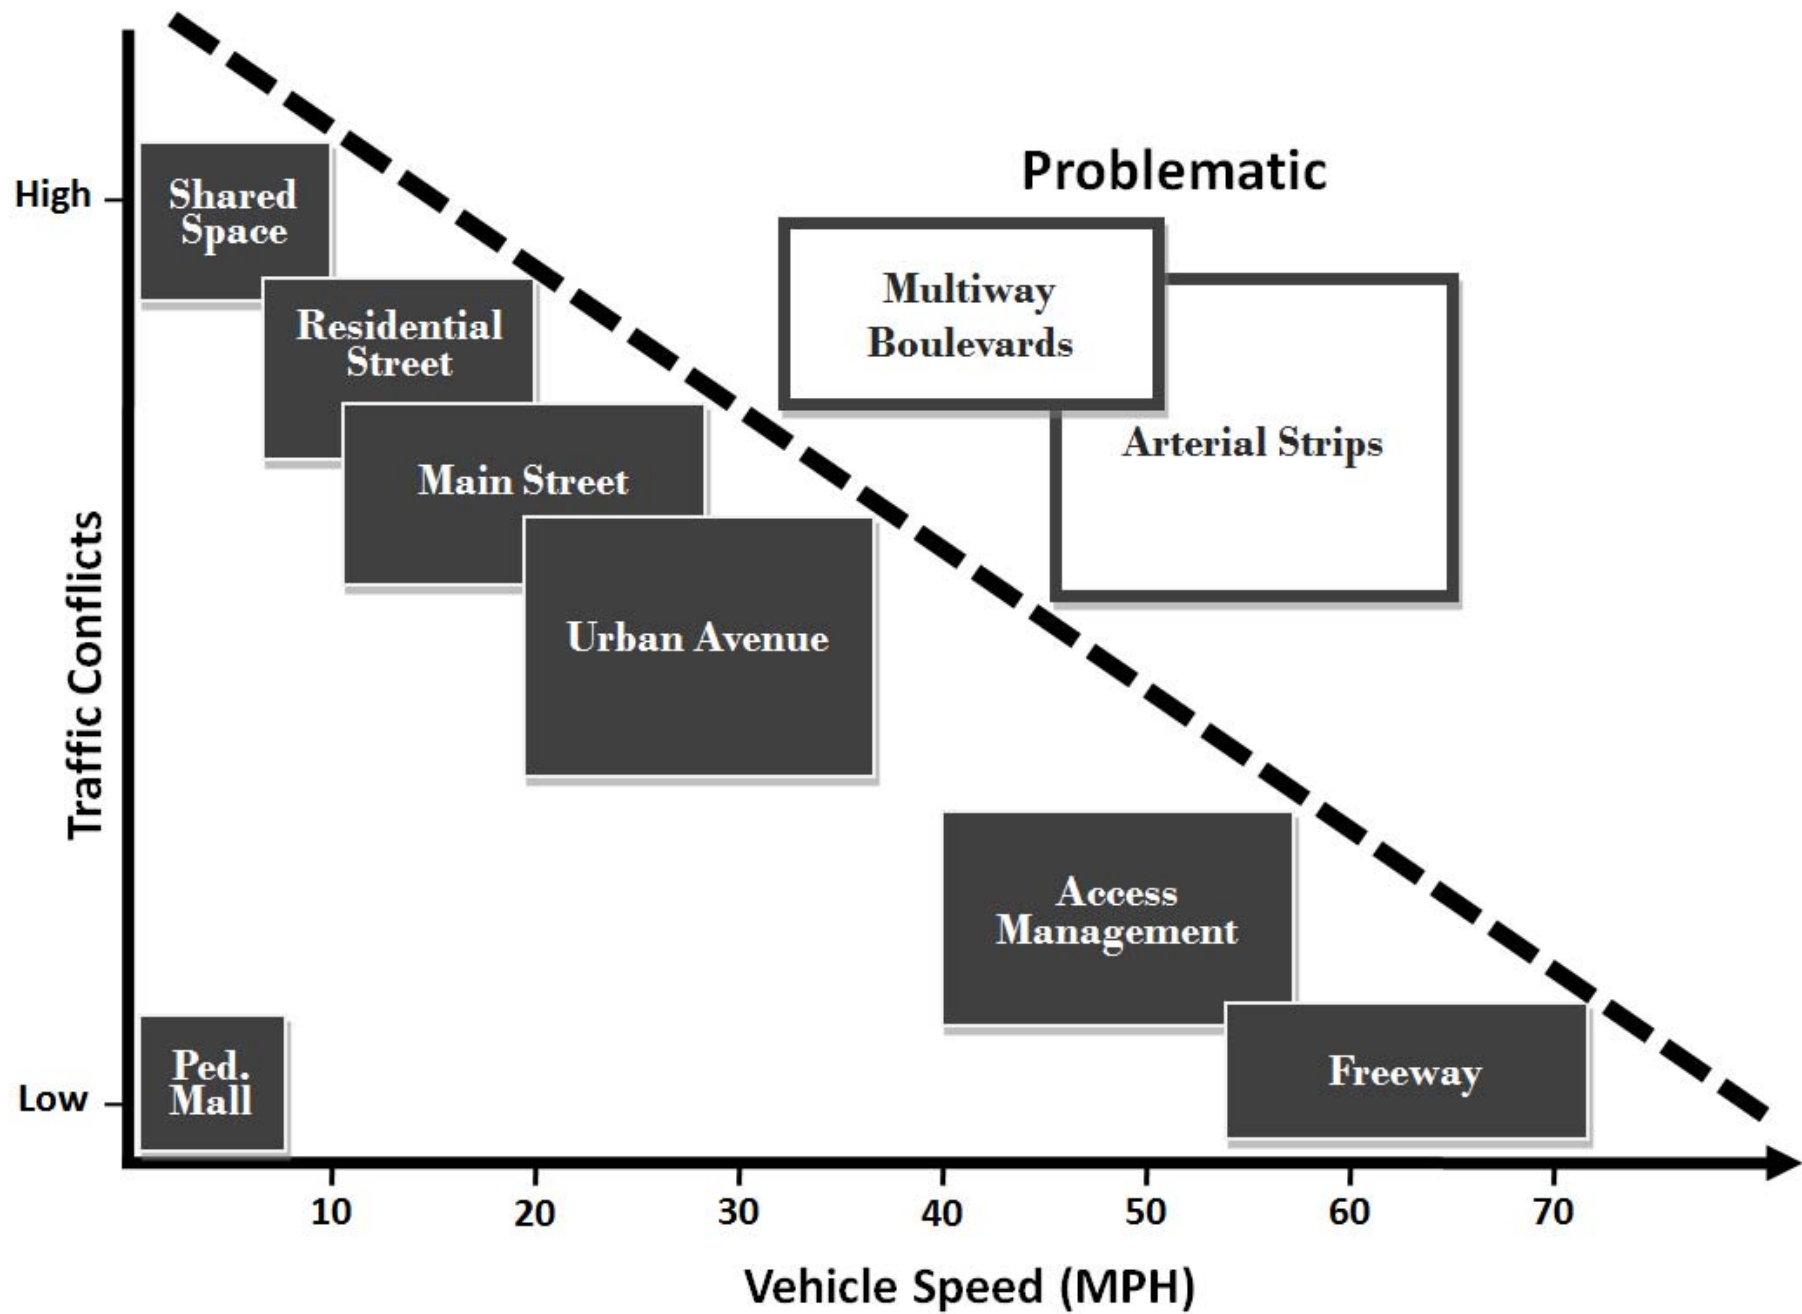 Problematic
High
Shared
Space
Multiway
Boulevards
Residential
Street
Arterial Strips
Main Street
Urban Avenue
Traffic Conflicts
Access
Management
Ped.
Mall
Freeway
Low
10 20 30 40 50 60 70
Vehicle Speed (MPH)